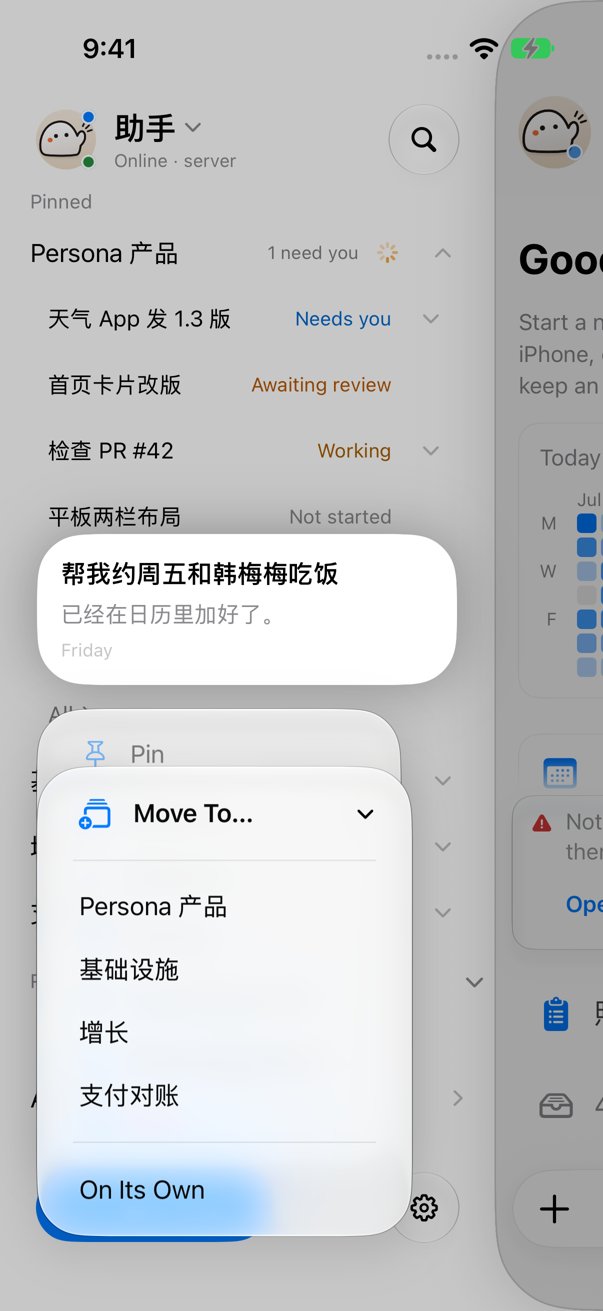 9:41
助手
Online · server
Pinned
Persona 产品 1 need you
天气 App 发 1.3 版 Needs you
首页卡片改版 Awaiting review
检查 PR #42 Working
平板两栏布局 Not started
帮我约周五和韩梅梅吃饭
已经在日历里加好了。
Friday
Pin
Move To...
Persona 产品
基础设施
增长
支付对账
On Its Own
Start a n
iPhone,
keep an
Today
Jul
M
W
F